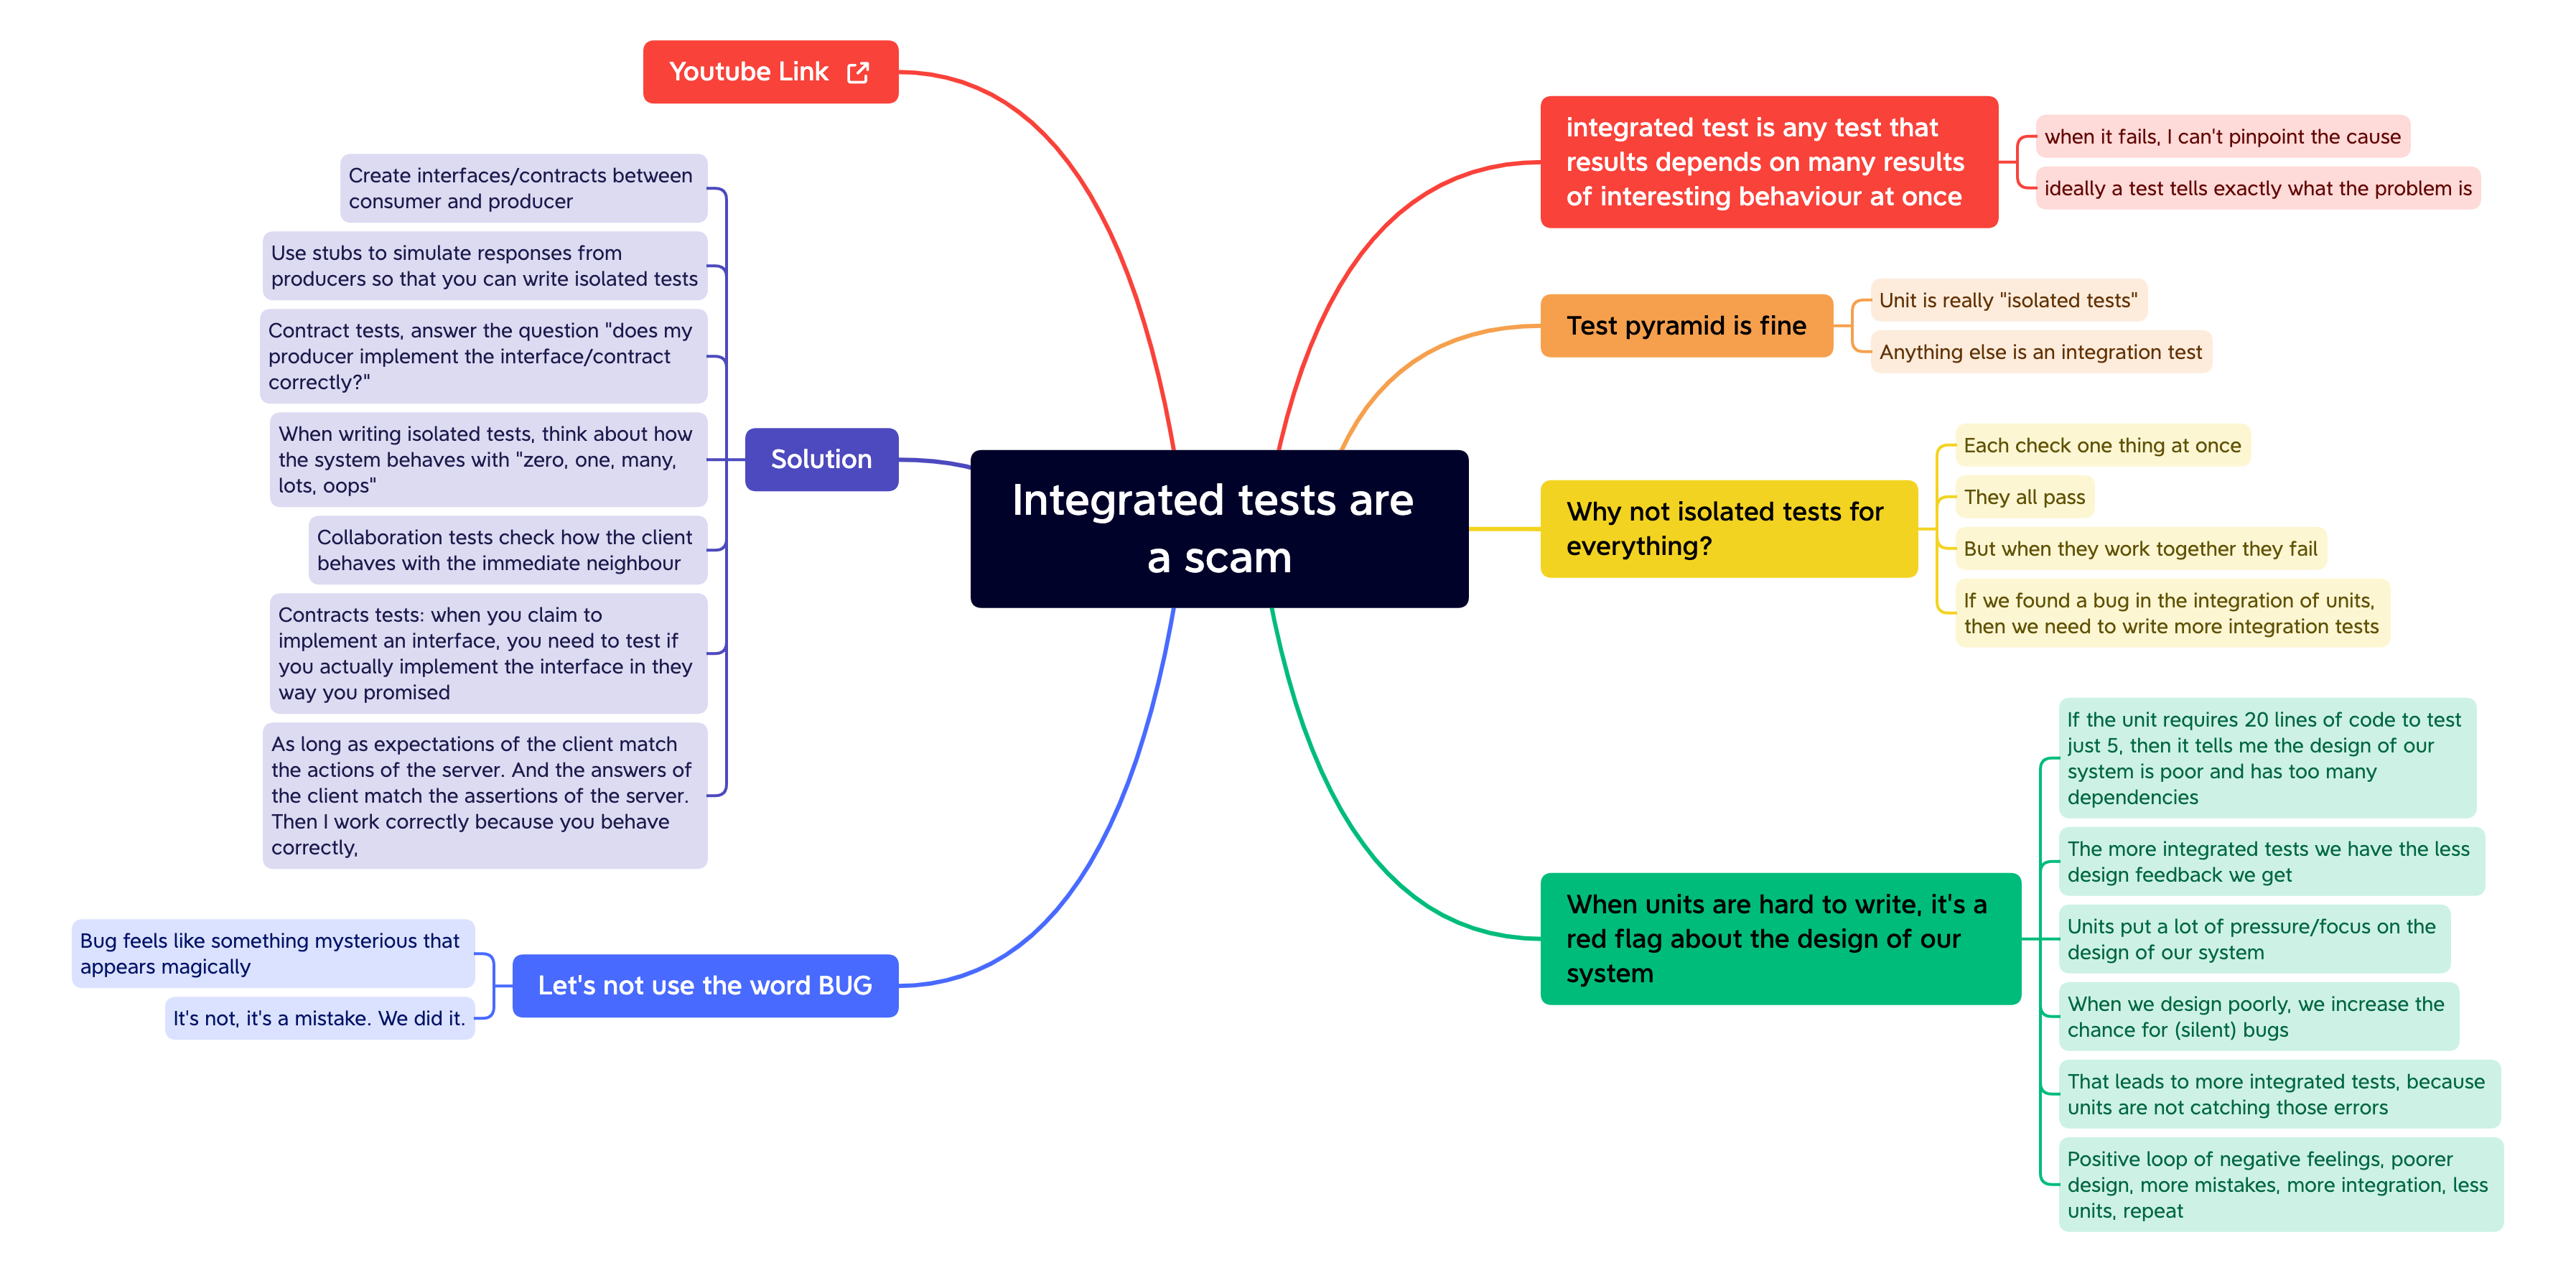 Integrated tests are
a scam
Youtube Link
integrated test is any test that
results depends on many results
of interesting behaviour at once
when it fails, I can't pinpoint the cause
ideally a test tells exactly what the problem is
Test pyramid is fine
Unit is really "isolated tests"
Anything else is an integration test
Why not isolated tests for
everything?
Each check one thing at once
They all pass
But when they work together they fail
If we found a bug in the integration of units,
then we need to write more integration tests
When units are hard to write, it's a
red flag about the design of our
system
If the unit requires 20 lines of code to test
just 5, then it tells me the design of our
system is poor and has too many
dependencies
The more integrated tests we have the less
design feedback we get
Units put a lot of pressure/focus on the
design of our system
When we design poorly, we increase the
chance for (silent) bugs
That leads to more integrated tests, because
units are not catching those errors
Positive loop of negative feelings, poorer
design, more mistakes, more integration, less
units, repeat
Solution
Create interfaces/contracts between
consumer and producer
Use stubs to simulate responses from
producers so that you can write isolated tests
Contract tests, answer the question "does my
producer implement the interface/contract
correctly?"
When writing isolated tests, think about how
the system behaves with "zero, one, many,
lots, oops"
Collaboration tests check how the client
behaves with the immediate neighbour
Contracts tests: when you claim to
implement an interface, you need to test if
you actually implement the interface in they
way you promised
As long as expectations of the client match
the actions of the server. And the answers of
the client match the assertions of the server.
Then I work correctly because you behave
correctly,
Let's not use the word BUG
Bug feels like something mysterious that
appears magically
It's not, it's a mistake. We did it.